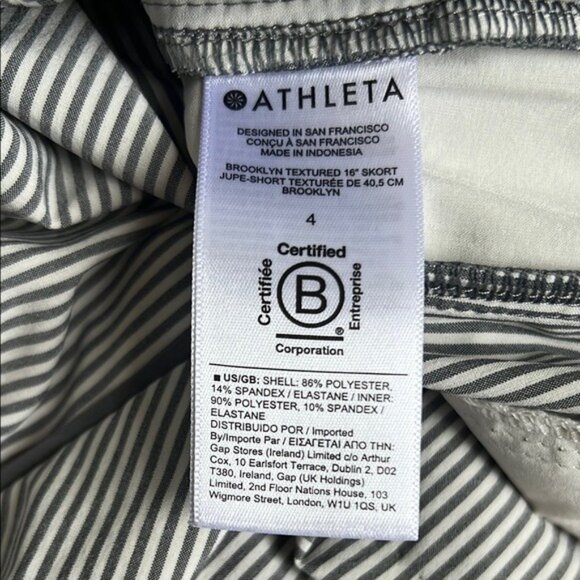 ATHLETA
DESIGNED IN SAN FRANCISCO
CONÇU À SAN FRANCISCO
MADE IN INDONESIA
BROOKLYN TEXTURED 16" SKORT
JUPE-SHORT TEXTURÉE DE 40,5 CM
BROOKLYN
4
Certified
Certifiée
B
Entreprise
®
Corporation
■ US/GB: SHELL: 86% POLYESTER,
14% SPANDEX / ELASTANE / INNER:
90% POLYESTER, 10% SPANDEX /
ELASTANE
DISTRIBUIDO POR / Imported
By/Importe Par / ΕΙΣΑΓΕΤΑΙ ΑΠΟ ΤΗΝ:
Gap Stores (Ireland) Limited c/o Arthur
Cox, 10 Earlsfort Terrace, Dublin 2, D02
T380, Ireland, Gap (UK Holdings)
Limited, 2nd Floor Nations House, 103
Wigmore Street, London, W1U 1QS, UK